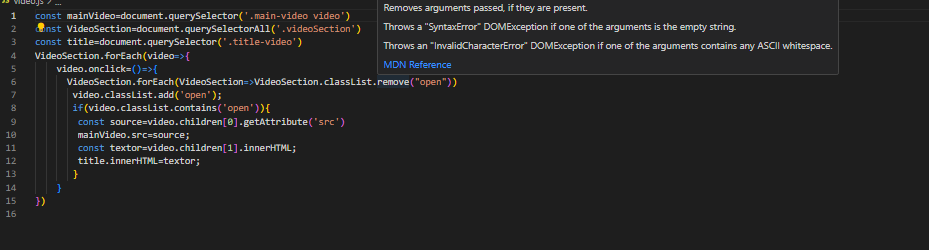 Video.js > ...
1 const mainVideo=document.querySelector('.main-video video')
2 const VideoSection=document.querySelectorAll('.videoSection')
3 const title=document.querySelector('.title-video')
4 VideoSection.forEach(video=>{
5 video.onclick=()=>{
6 VideoSection.forEach(VideoSection=>VideoSection.classList.remove("open"))
7 video.classList.add('open');
8 if(video.classList.contains('open')){
9 const source=video.children[0].getAttribute('src')
10 mainVideo.src=source;
11 const textor=video.children[1].innerHTML;
12 title.innerHTML=textor;
13 }
14 }
15 })
16
Removes arguments passed, if they are present.
Throws a "SyntaxError" DOMException if one of the arguments is the empty string.
Throws an "InvalidCharacterError" DOMException if one of the arguments contains any ASCII whitespace.
MDN Reference